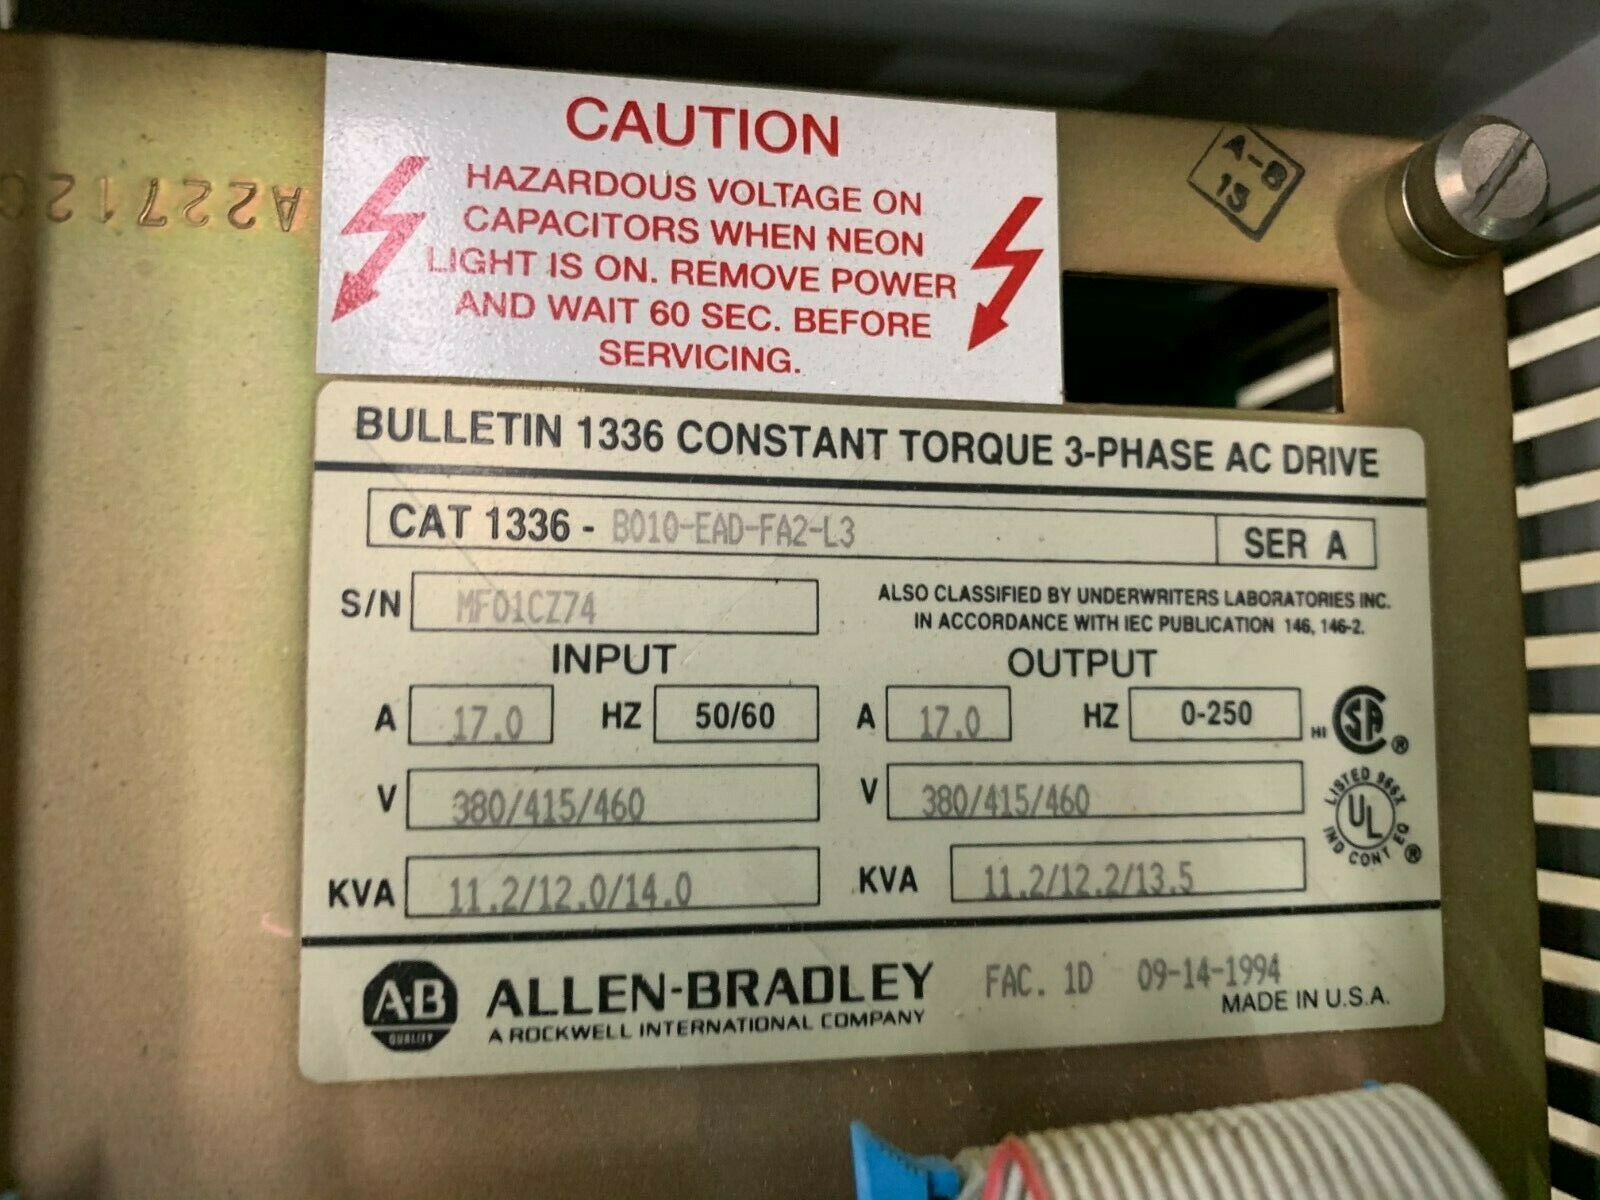 CAUTION
HAZARDOUS VOLTAGE ON
CAPACITORS WHEN NEON
LIGHT IS ON. REMOVE POWER
AND WAIT 60 SEC. BEFORE
SERVICING.
A-B
13
A22712
BULLETIN 1336 CONSTANT TORQUE 3-PHASE AC DRIVE
CAT 1336 - B010-EAD-FA2-L3 SER A
S/N MF01CZ74
ALSO CLASSIFIED BY UNDERWRITERS LABORATORIES INC.
IN ACCORDANCE WITH IEC PUBLICATION 146, 146-2.
INPUT
A 17.0 HZ 50/60
V 380/415/460
KVA 11.2/12.0/14.0
OUTPUT
A 17.0 HZ 0-250
V 380/415/460
KVA 11.2/12.2/13.5
HI SA ®
LISTED 966X
UL ®
IND CONT EQ
A-B
QUALITY
ALLEN-BRADLEY
A ROCKWELL INTERNATIONAL COMPANY
FAC. 1D 09-14-1994
MADE IN U.S.A.